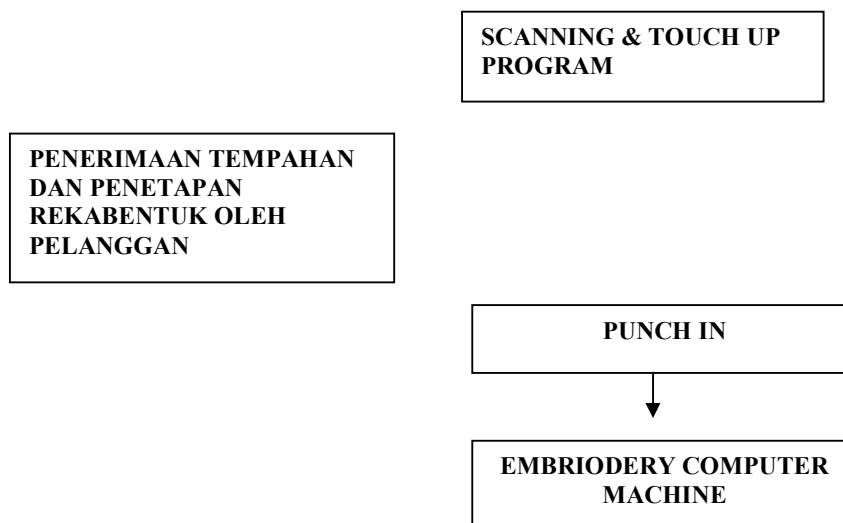 SCANNING & TOUCH UP
PROGRAM
PENERIMAAN TEMPAHAN
DAN PENETAPAN
REKABENTUK OLEH
PELANGGAN
PUNCH IN
EMBRIODERY COMPUTER
MACHINE